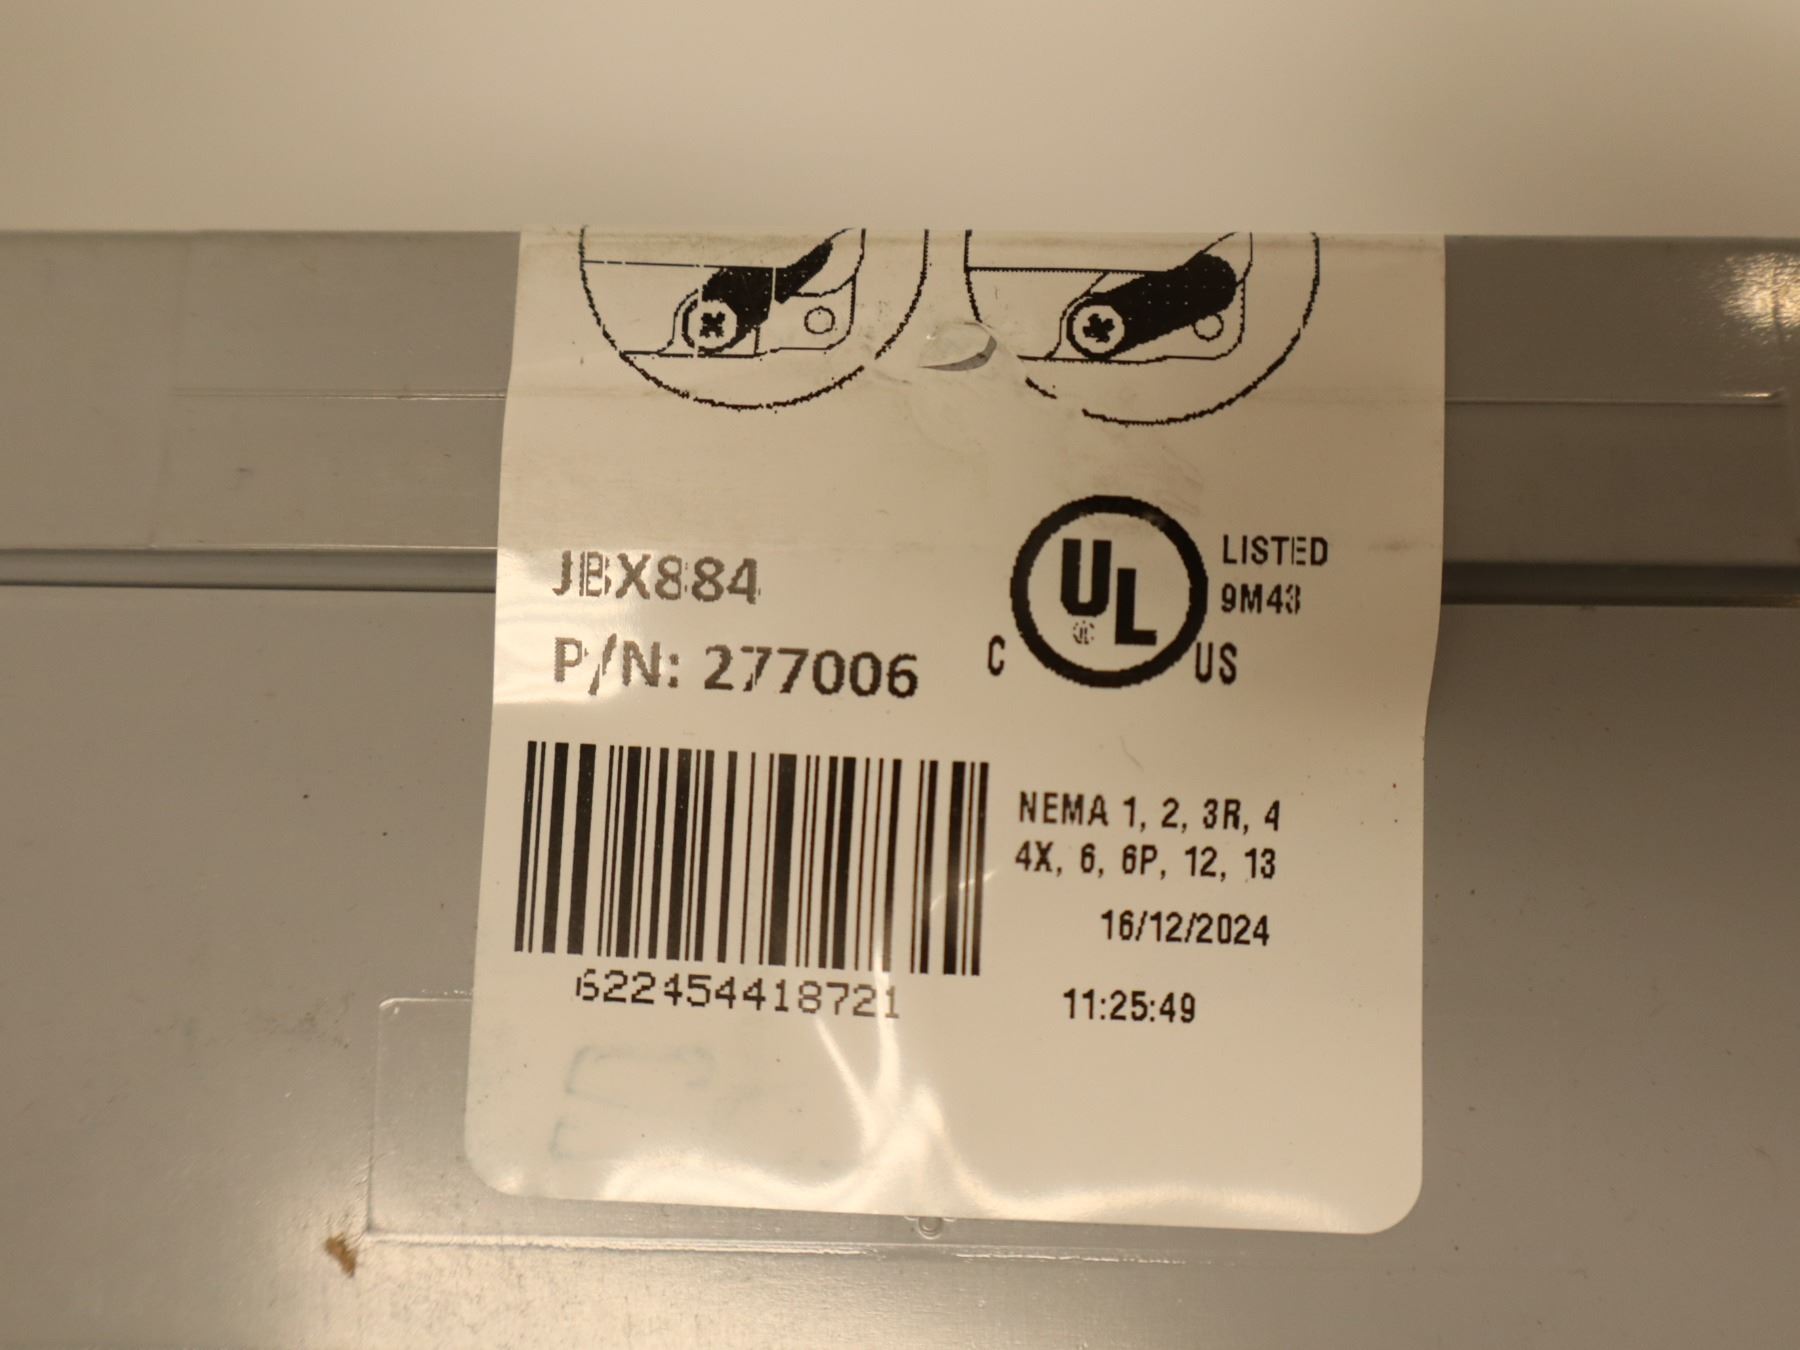 JBX884
P/N: 277006
UL
C US
LISTED
9M43
622454418721
NEMA 1, 2, 3R, 4
4X, 6, 6P, 12, 13
16/12/2024
11:25:49